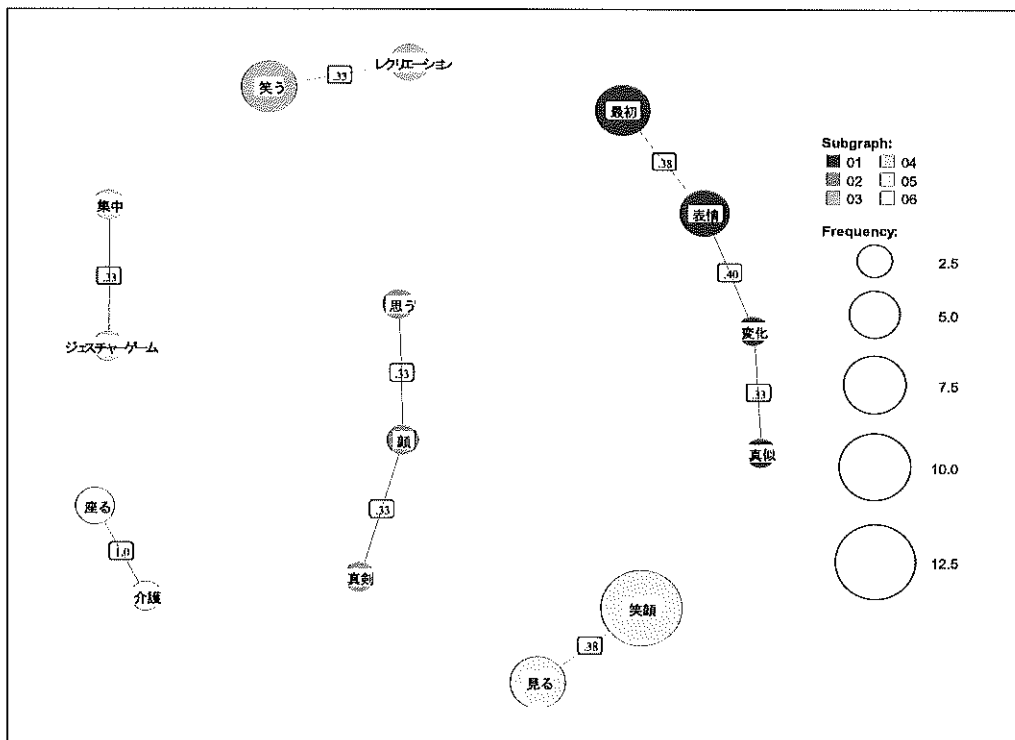 笑う
.33
レクリエーション
最初
.38
表情
.40
変化
.33
真似
集中
.33
ジェスチャーゲーム
思う
.33
顔
.33
真剣
座る
1.0
介護
笑顔
.38
見る
Subgraph:
01 04
02 05
03 06
Frequency:
2.5
5.0
7.5
10.0
12.5